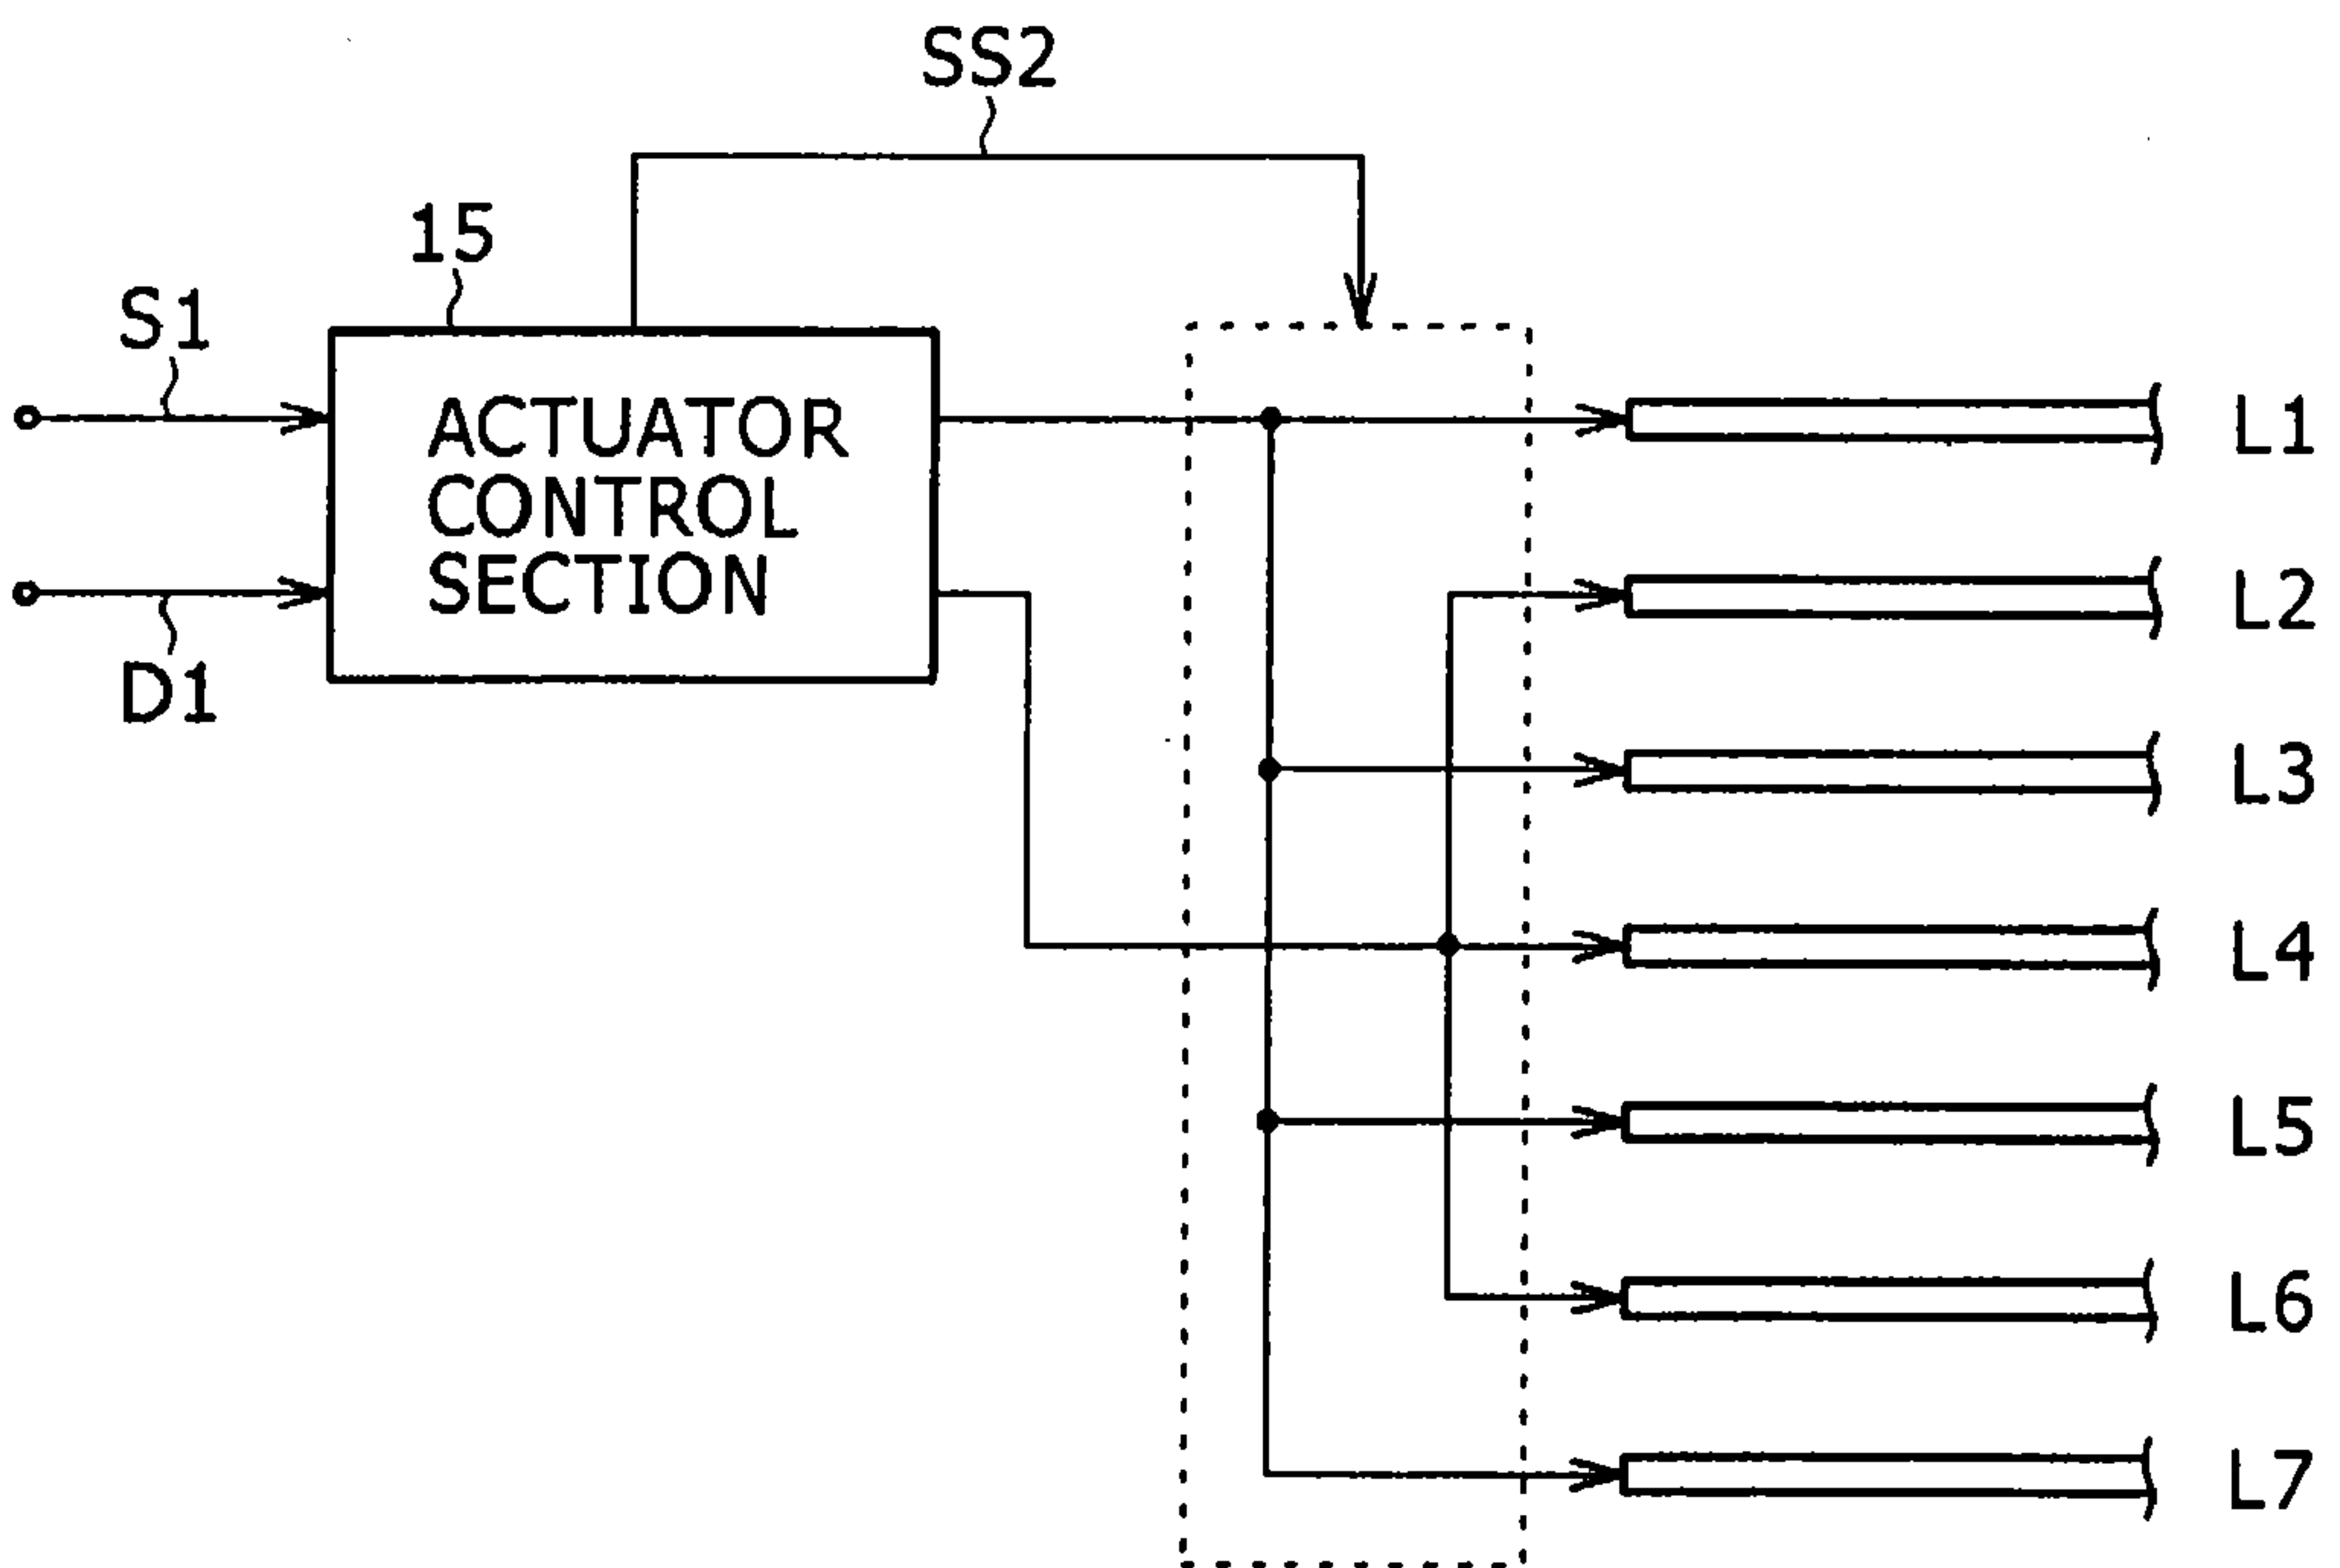 SS2
15
S1
ACTUATOR
CONTROL
SECTION
D1
L1
L2
L3
L4
L5
L6
L7